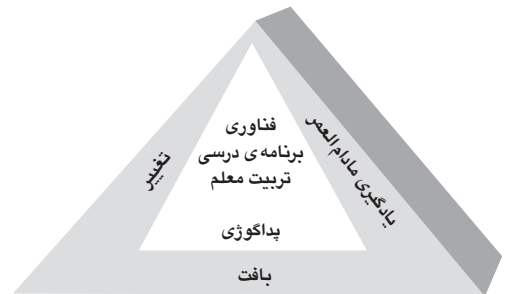 فناوری
برنامه ی درسی
تربیت معلم
پداگوژی
یادگیری مادام العمر
تغییر
بافت